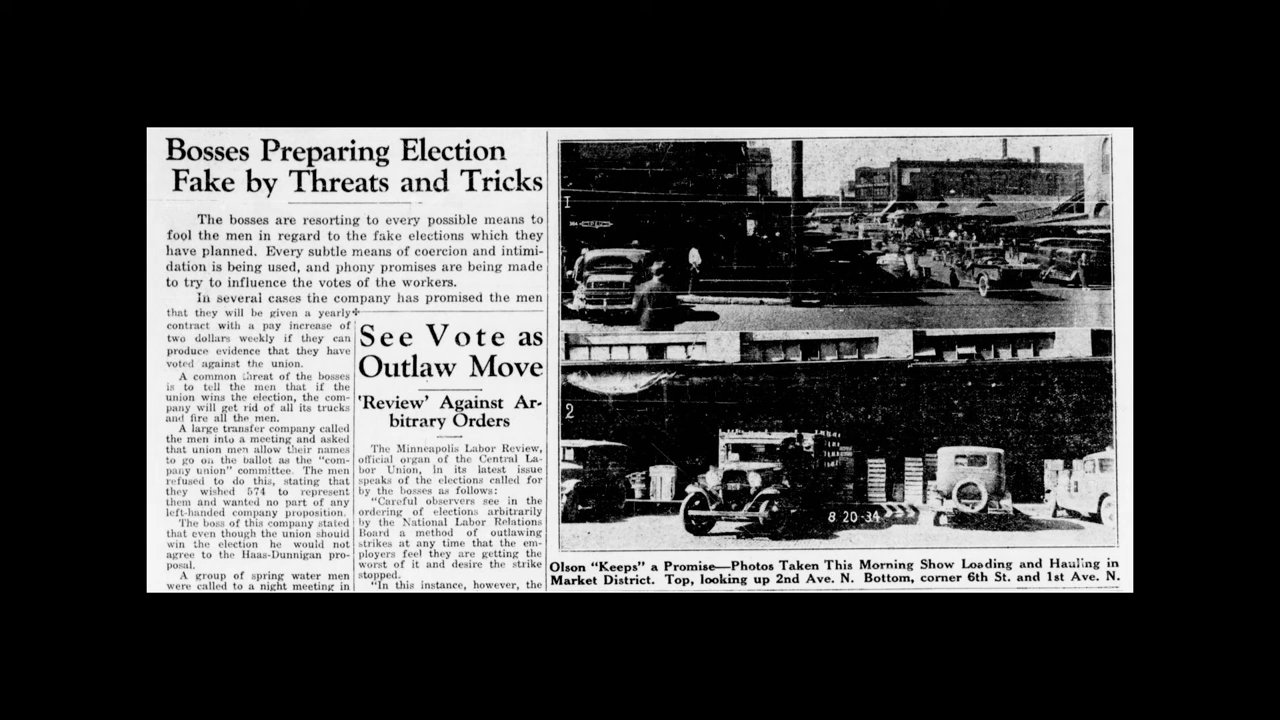 Bosses Preparing Election
Fake by Threats and Tricks
The bosses are resorting to every possible means to
fool the men in regard to the fake elections which they
have planned. Every subtle means of coercion and intimi-
dation is being used, and phony promises are being made
to try to influence the votes of the workers.
In several cases the company has promised the men
that they will be given a yearly
contract with a pay increase of
two dollars weekly if they can
produce evidence that they have
voted against the union.
A common threat of the bosses
is to tell the men that if the
union wins the election, the com-
pany will get rid of all its trucks
and fire all the men.
A large transfer company called
the men into a meeting and asked
that union men allow their names
to go on the ballot as the "com-
pany union" committee. The men
refused to do this, stating that
they wished 574 to represent
them and wanted no part of any
left-handed company proposition.
The boss of this company stated
that even though the union should
win the election he would not
agree to the Haas-Dunnigan pro-
posal.
A group of spring water men
were called to a night meeting in
See Vote as
Outlaw Move
'Review' Against Ar-
bitrary Orders
The Minneapolis Labor Review,
official organ of the Central La-
bor Union, in its latest issue
speaks of the elections called for
by the bosses as follows:
"Careful observers see in the
ordering of elections arbitrarily
by the National Labor Relations
Board a method of outlawing
strikes at any time that the em-
ployers feel they are getting the
worst of it and desire the strike
stopped.
"In this instance, however, the
1
2
8 20-34
Olson "Keeps" a Promise—Photos Taken This Morning Show Loading and Hauling in
Market District. Top, looking up 2nd Ave. N. Bottom, corner 6th St. and 1st Ave. N.